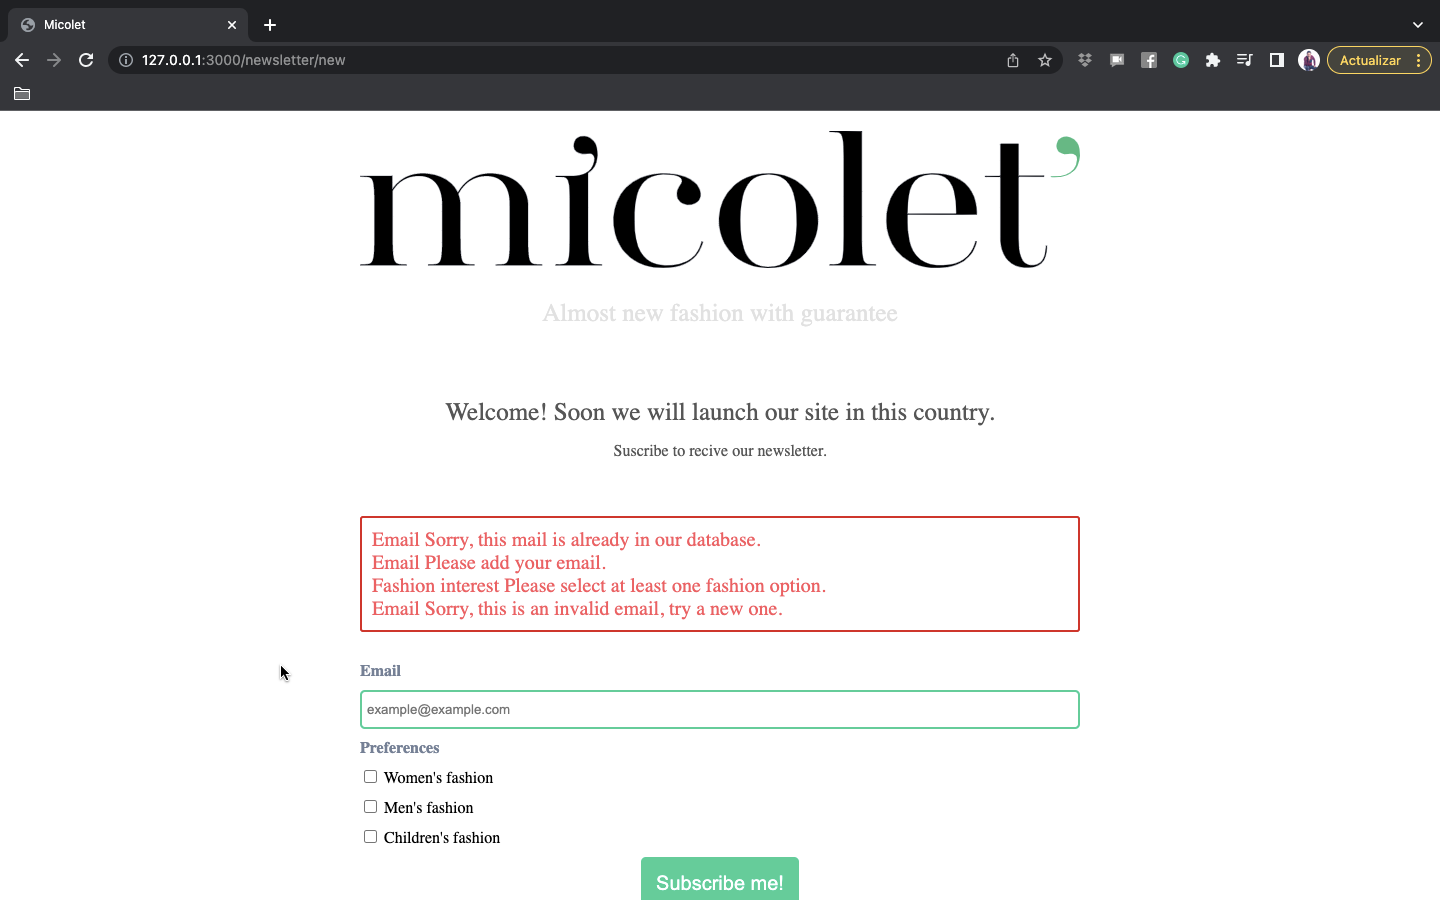 Micolet
127.0.0.1:3000/newsletter/new
Actualizar
micolet
Almost new fashion with guarantee
Welcome! Soon we will launch our site in this country.
Suscribe to recive our newsletter.
Email Sorry, this mail is already in our database.
Email Please add your email.
Fashion interest Please select at least one fashion option.
Email Sorry, this is an invalid email, try a new one.
Email
example@example.com
Preferences
Women's fashion
Men's fashion
Children's fashion
Subscribe me!